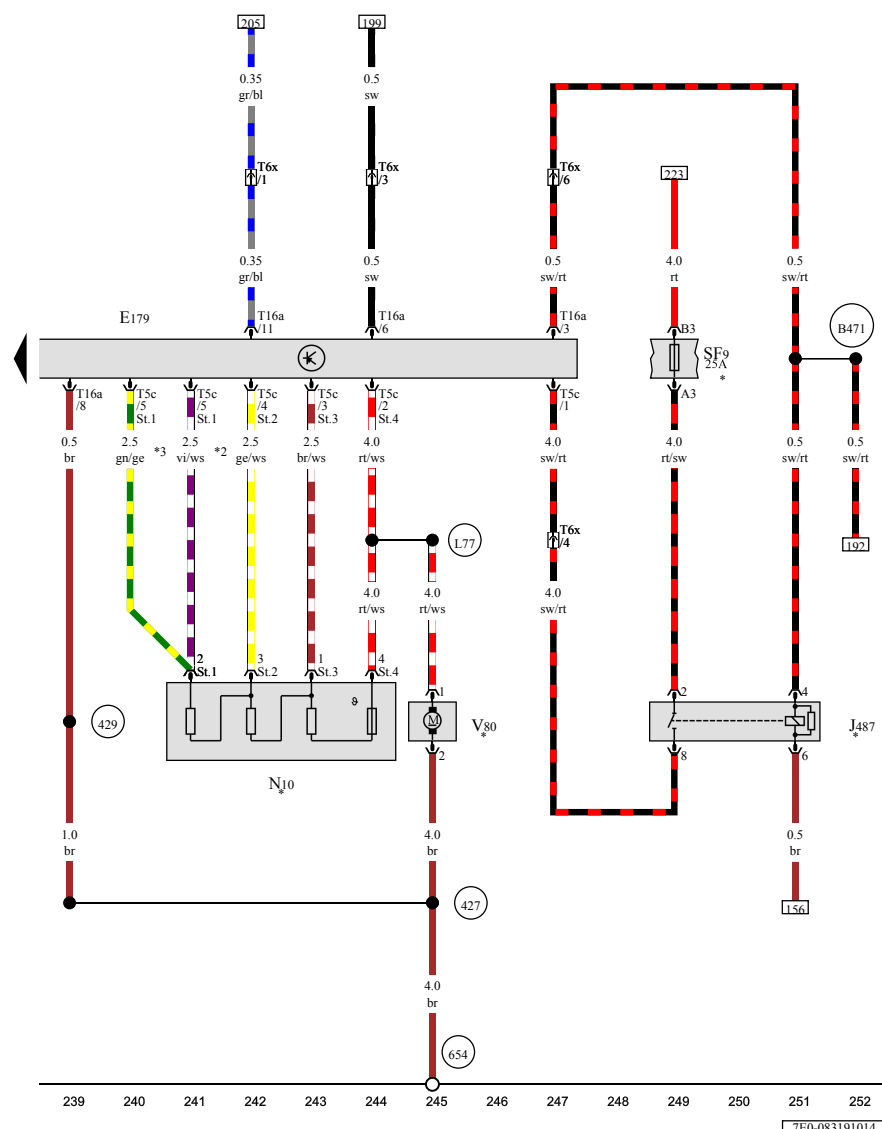 205
199
0.35
gr/bl
0.5
sw
T6x
/1
T6x
/3
T6x
/6
223
0.35
gr/bl
0.5
sw
0.5
sw/rt
4.0
rt
0.5
sw/rt
E179
T16a
/11
T16a
/6
T16a
/3
B3
B471
SF9
25A
*
T16a
/8
T5c
/5
St.1
T5c
/5
St.1
T5c
/4
St.2
T5c
/3
St.3
T5c
/2
St.4
T5c
/1
A3
0.5
br
2.5
gn/ge
*3
2.5
vi/ws
*2
2.5
ge/ws
2.5
br/ws
4.0
rt/ws
4.0
sw/rt
4.0
rt/sw
0.5
sw/rt
0.5
sw/rt
T6x
/4
L77
192
4.0
rt/ws
4.0
rt/ws
4.0
sw/rt
2
St.1
3
St.2
1
St.3
4
St.4
ϑ
1
2
4
429
M
V80
*
J487
*
2
8
6
N10
*
1.0
br
4.0
br
0.5
br
427
156
4.0
br
654
239 240 241 242 243 244 245 246 247 248 249 250 251 252
7E0-083191014